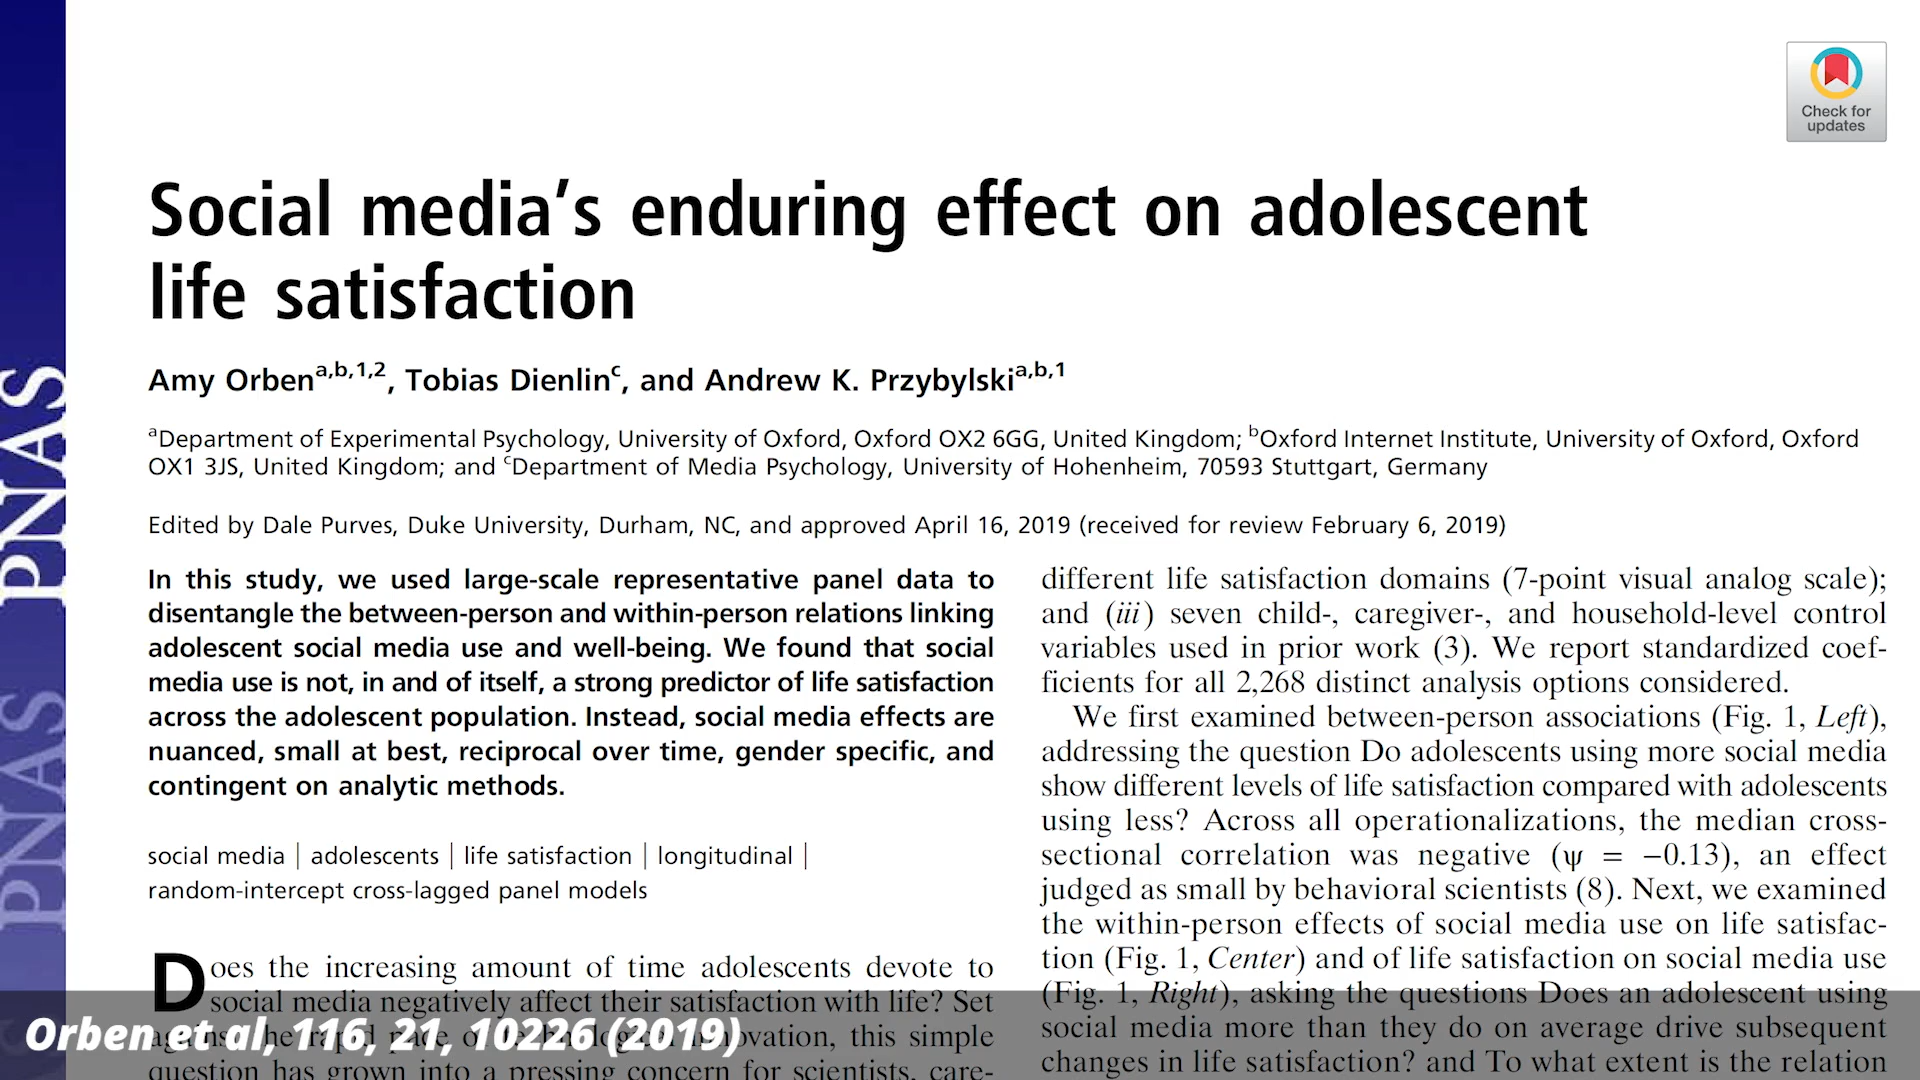 Check for
updates
Social media’s enduring effect on adolescent
life satisfaction
Amy Orbenᵃ,ᵇ,¹,², Tobias Dienlinᶜ, and Andrew K. Przybylskiᵃ,ᵇ,¹
ᵃDepartment of Experimental Psychology, University of Oxford, Oxford OX2 6GG, United Kingdom; ᵇOxford Internet Institute, University of Oxford, Oxford
OX1 3JS, United Kingdom; and ᶜDepartment of Media Psychology, University of Hohenheim, 70593 Stuttgart, Germany
Edited by Dale Purves, Duke University, Durham, NC, and approved April 16, 2019 (received for review February 6, 2019)
In this study, we used large-scale representative panel data to
disentangle the between-person and within-person relations linking
adolescent social media use and well-being. We found that social
media use is not, in and of itself, a strong predictor of life satisfaction
across the adolescent population. Instead, social media effects are
nuanced, small at best, reciprocal over time, gender specific, and
contingent on analytic methods.
social media | adolescents | life satisfaction | longitudinal |
random-intercept cross-lagged panel models
Does the increasing amount of time adolescents devote to
social media negatively affect their satisfaction with life? Set
the rapid pace of innovation, this simple
question has grown into a pressing concern for scientists, care-
different life satisfaction domains (7-point visual analog scale);
and (iii) seven child-, caregiver-, and household-level control
variables used in prior work (3). We report standardized coef-
ficients for all 2,268 distinct analysis options considered.
We first examined between-person associations (Fig. 1, Left),
addressing the question Do adolescents using more social media
show different levels of life satisfaction compared with adolescents
using less? Across all operationalizations, the median cross-
sectional correlation was negative (ψ = −0.13), an effect
judged as small by behavioral scientists (8). Next, we examined
the within-person effects of social media use on life satisfac-
tion (Fig. 1, Center) and of life satisfaction on social media use
(Fig. 1, Right), asking the questions Does an adolescent using
social media more than they do on average drive subsequent
changes in life satisfaction? and To what extent is the relation
Orben et al, 116, 21, 10226 (2019)
PNAS
PNAS